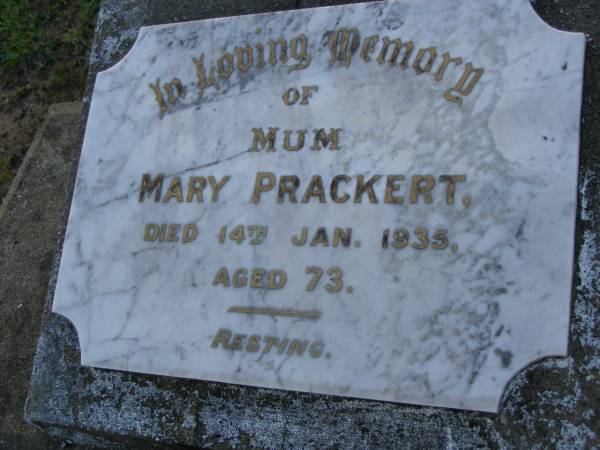 In Loving Memory
OF
MUM
MARY PRACKERT,
DIED 14TH JAN. 1935,
AGED 73.
RESTING.